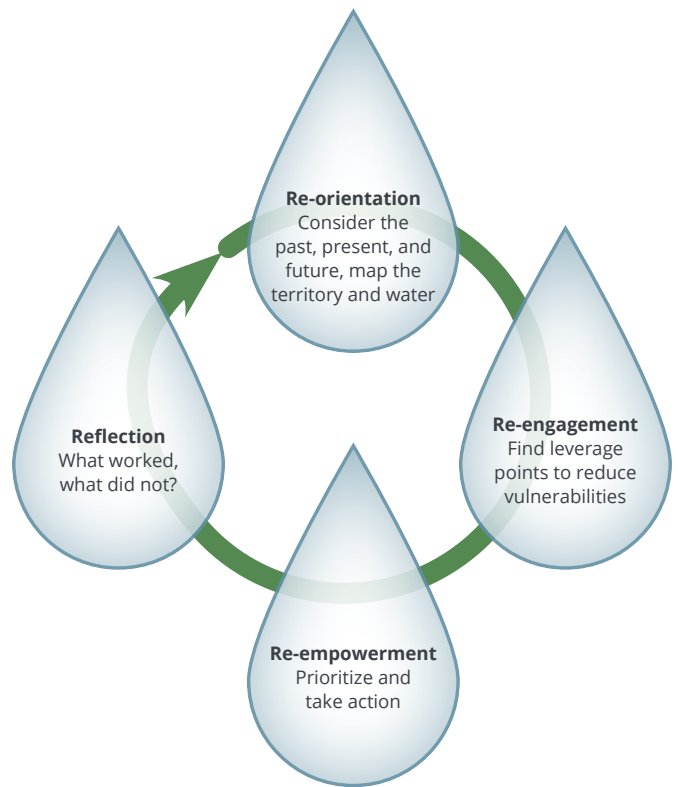 Re-orientation
Consider the
past, present, and
future, map the
territory and water
Re-engagement
Find leverage
points to reduce
vulnerabilities
Re-empowerment
Prioritize and
take action
Reflection
What worked,
what did not?